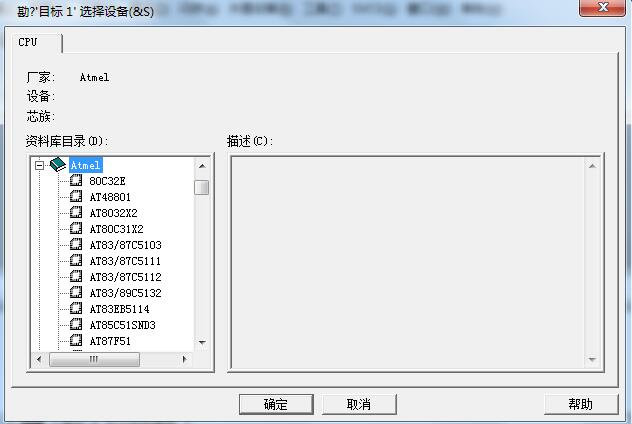 勘?'目标 1' 选择设备(&S)
CPU
厂家: Atmel
设备:
芯族:
资料库目录(D):
描述(C):
Atmel
80C32E
AT48801
AT8032X2
AT80C31X2
AT83/87C5103
AT83/87C5111
AT83/87C5112
AT83/89C5132
AT83EB5114
AT85C51SND3
AT87F51
确定
取消
帮助